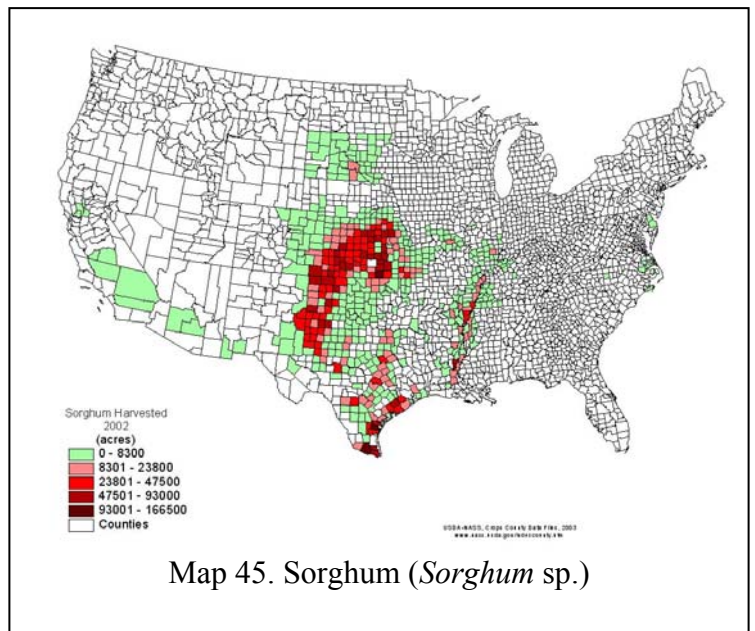 Sorghum Harvested
2002
(acres)
0 - 8300
8301 - 23800
23801 - 47500
47501 - 93000
93001 - 166500
Counties
USDA-NASS, Crops County Data Files, 2003
Map 45. Sorghum (Sorghum sp.)